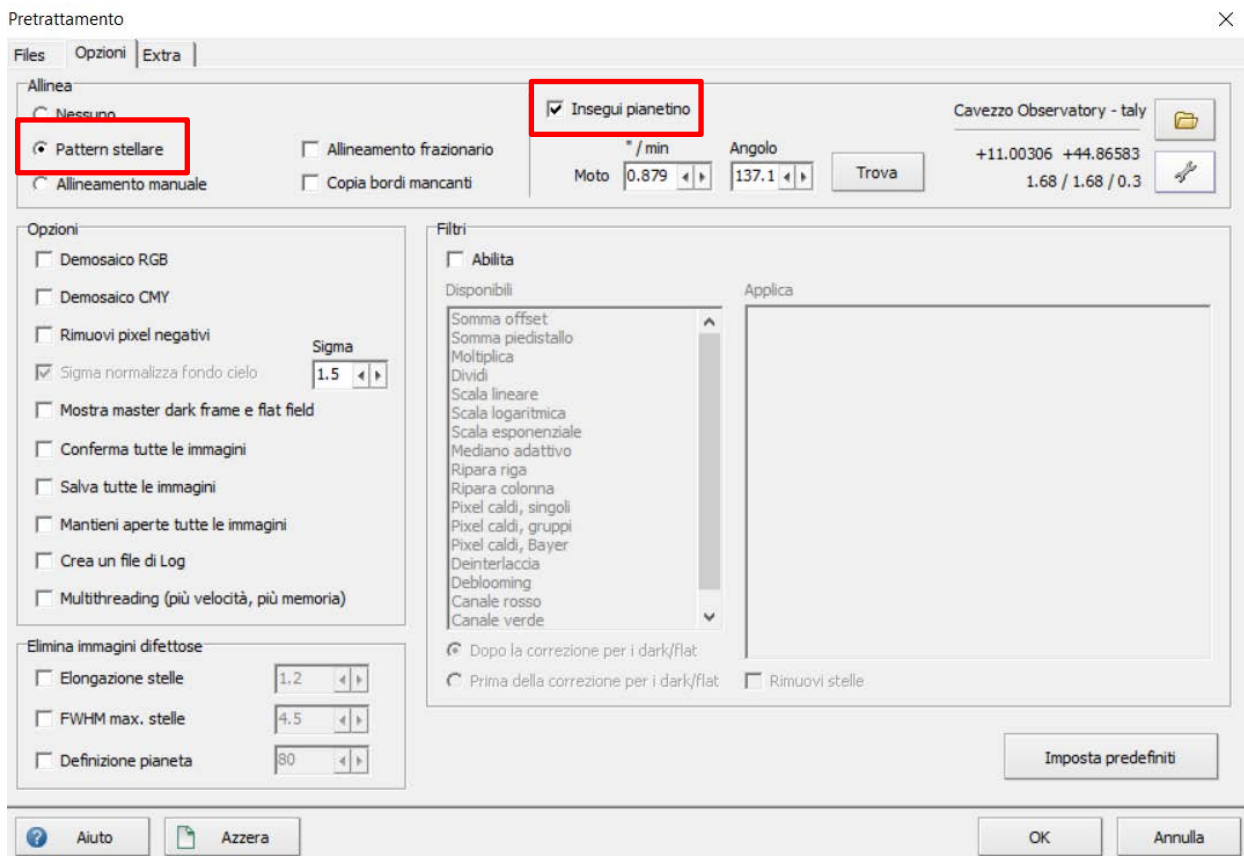 Pretrattamento
Files Opzioni Extra
Allinea
Nessuno
Pattern stellare
Allineamento manuale
Allineamento frazionario
Copia bordi mancanti
Insegui pianetino
" / min Angolo
Moto 0.879 137.1 Trova
Cavezzo Observatory - taly
+11.00306 +44.86583
1.68 / 1.68 / 0.3
Opzioni
Demosaico RGB
Demosaico CMY
Rimuovi pixel negativi
Sigma
Sigma normalizza fondo cielo 1.5
Mostra master dark frame e flat field
Conferma tutte le immagini
Salva tutte le immagini
Mantieni aperte tutte le immagini
Crea un file di Log
Multithreading (più velocità, più memoria)
Elimina immagini difettose
Elongazione stelle 1.2
FWHM max. stelle 4.5
Definizione pianeta 80
Filtri
Abilita
Disponibili Applica
Somma offset
Somma piedistallo
Moltiplica
Dividi
Scala lineare
Scala logaritmica
Scala esponenziale
Mediano adattivo
Ripara riga
Ripara colonna
Pixel caldi, singoli
Pixel caldi, gruppi
Pixel caldi, Bayer
Deinterlaccia
Deblooming
Canale rosso
Canale verde
Dopo la correzione per i dark/flat
Prima della correzione per i dark/flat Rimuovi stelle
Imposta predefiniti
Aiuto Azzera OK Annulla